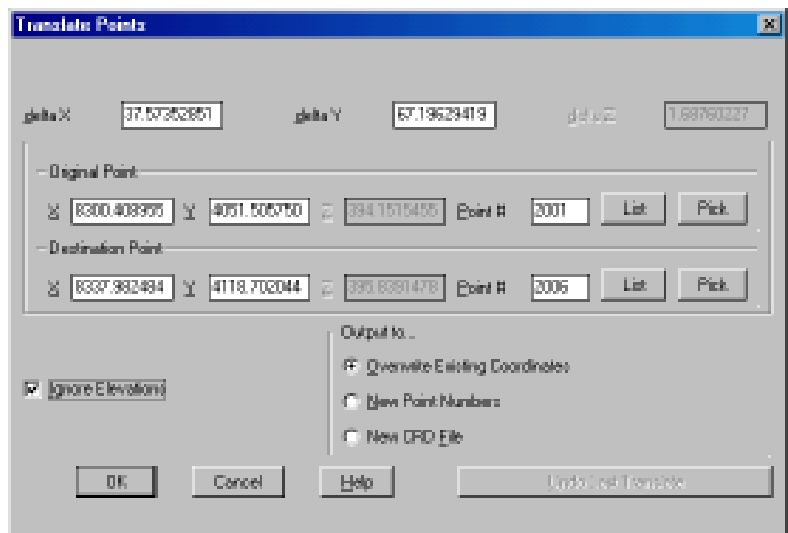 Translate Points
delta X 37.57352851 delta Y 67.19629419 delta Z 1.68760227
Original Point
X 8300.408955 Y 4051.505750 Z 394.1515455 Point # 2001 List Pick
Destination Point
X 8337.982484 Y 4118.702044 Z 395.8391478 Point # 2006 List Pick
Output to...
Overwrite Existing Coordinates
Ignore Elevations
New Point Numbers
New CRD File
OK Cancel Help Undo Last Translate